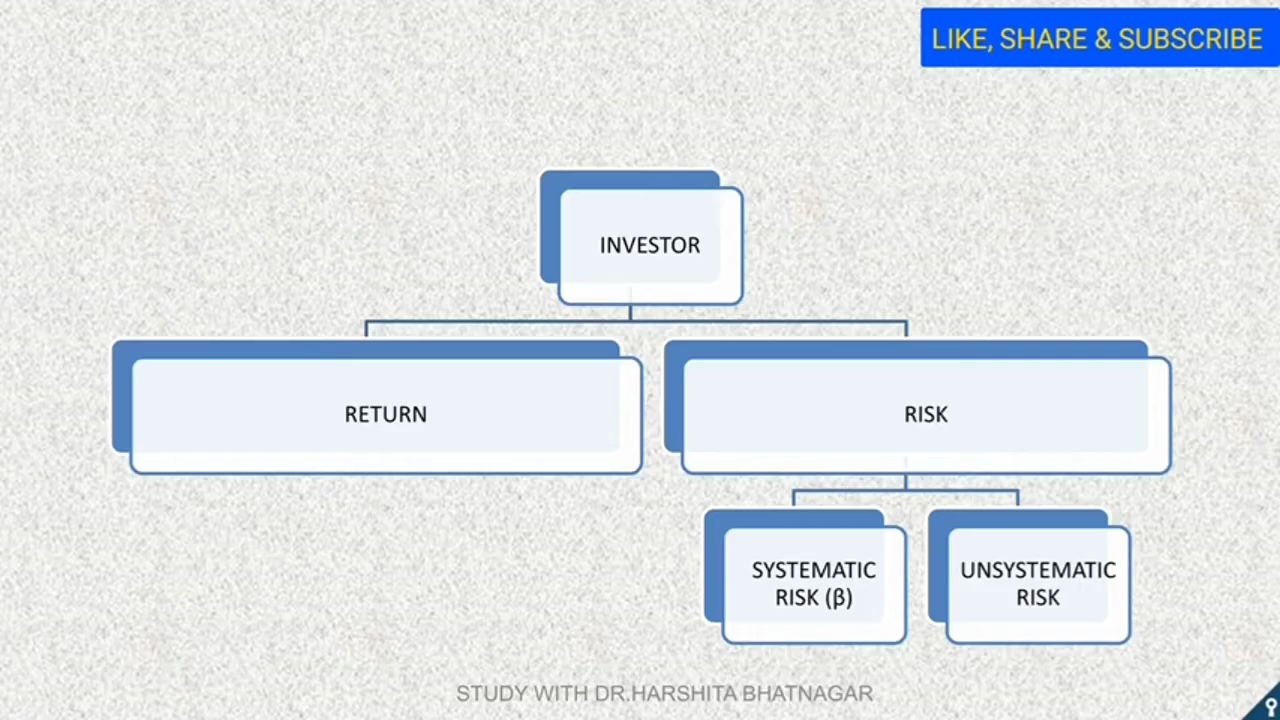 LIKE, SHARE & SUBSCRIBE
INVESTOR
RETURN
RISK
SYSTEMATIC
RISK (β)
UNSYSTEMATIC
RISK
STUDY WITH DR.HARSHITA BHATNAGAR